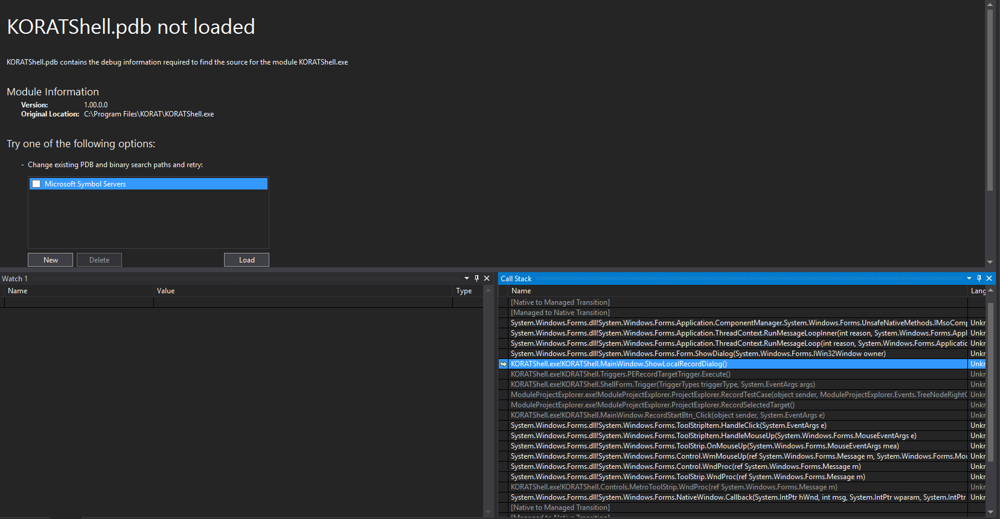 KORATShell.pdb not loaded
KORATShell.pdb contains the debug information required to find the source for the module KORATShell.exe
Module Information
Version: 1.00.0.0
Original Location: C:\Program Files\KORAT\KORATShell.exe
Try one of the following options:
- Change existing PDB and binary search paths and retry:
Microsoft Symbol Servers
New Delete Load
Watch 1
Name Value Type
Call Stack
Name Lang
[Native to Managed Transition]
[Managed to Native Transition]
System.Windows.Forms.dll!System.Windows.Forms.Application.ComponentManager.System.Windows.Forms.UnsafeNativeMethods.IMsoComp Unkr
System.Windows.Forms.dll!System.Windows.Forms.Application.ThreadContext.RunMessageLoopInner(int reason, System.Windows.Forms.Appl Unkr
System.Windows.Forms.dll!System.Windows.Forms.Application.ThreadContext.RunMessageLoop(int reason, System.Windows.Forms.Applicatic Unkr
System.Windows.Forms.dll!System.Windows.Forms.Form.ShowDialog(System.Windows.Forms.IWin32Window owner) Unkr
KORATShell.exe!KORATShell.MainWindow.ShowLocalRecordDialog() Unkr
KORATShell.exe!KORATShell.Triggers.PERecordTargetTrigger.Execute() Unkr
KORATShell.exe!KORATShell.ShellForm.Trigger(TriggerTypes triggerType, System.EventArgs args) Unkr
ModuleProjectExplorer.exe!ModuleProjectExplorer.ProjectExplorer.RecordTestCase(object sender, ModuleProjectExplorer.Events.TreeNodeRightC Unkr
ModuleProjectExplorer.exe!ModuleProjectExplorer.ProjectExplorer.RecordSelectedTarget() Unkr
KORATShell.exe!KORATShell.MainWindow.RecordStartBtn_Click(object sender, System.EventArgs e) Unkr
System.Windows.Forms.dll!System.Windows.Forms.ToolStripItem.HandleClick(System.EventArgs e) Unkr
System.Windows.Forms.dll!System.Windows.Forms.ToolStripItem.HandleMouseUp(System.Windows.Forms.MouseEventArgs e) Unkr
System.Windows.Forms.dll!System.Windows.Forms.ToolStrip.OnMouseUp(System.Windows.Forms.MouseEventArgs mea) Unkr
System.Windows.Forms.dll!System.Windows.Forms.Control.WmMouseUp(ref System.Windows.Forms.Message m, System.Windows.Forms.Mou Unkr
System.Windows.Forms.dll!System.Windows.Forms.Control.WndProc(ref System.Windows.Forms.Message m) Unkr
System.Windows.Forms.dll!System.Windows.Forms.ToolStrip.WndProc(ref System.Windows.Forms.Message m) Unkr
KORATShell.exe!KORATShell.Controls.MetroToolStrip.WndProc(ref System.Windows.Forms.Message m) Unkr
System.Windows.Forms.dll!System.Windows.Forms.NativeWindow.Callback(System.IntPtr hWnd, int msg, System.IntPtr wparam, System.IntPtr Unkr
[Native to Managed Transition]
[Managed to Native Transition]